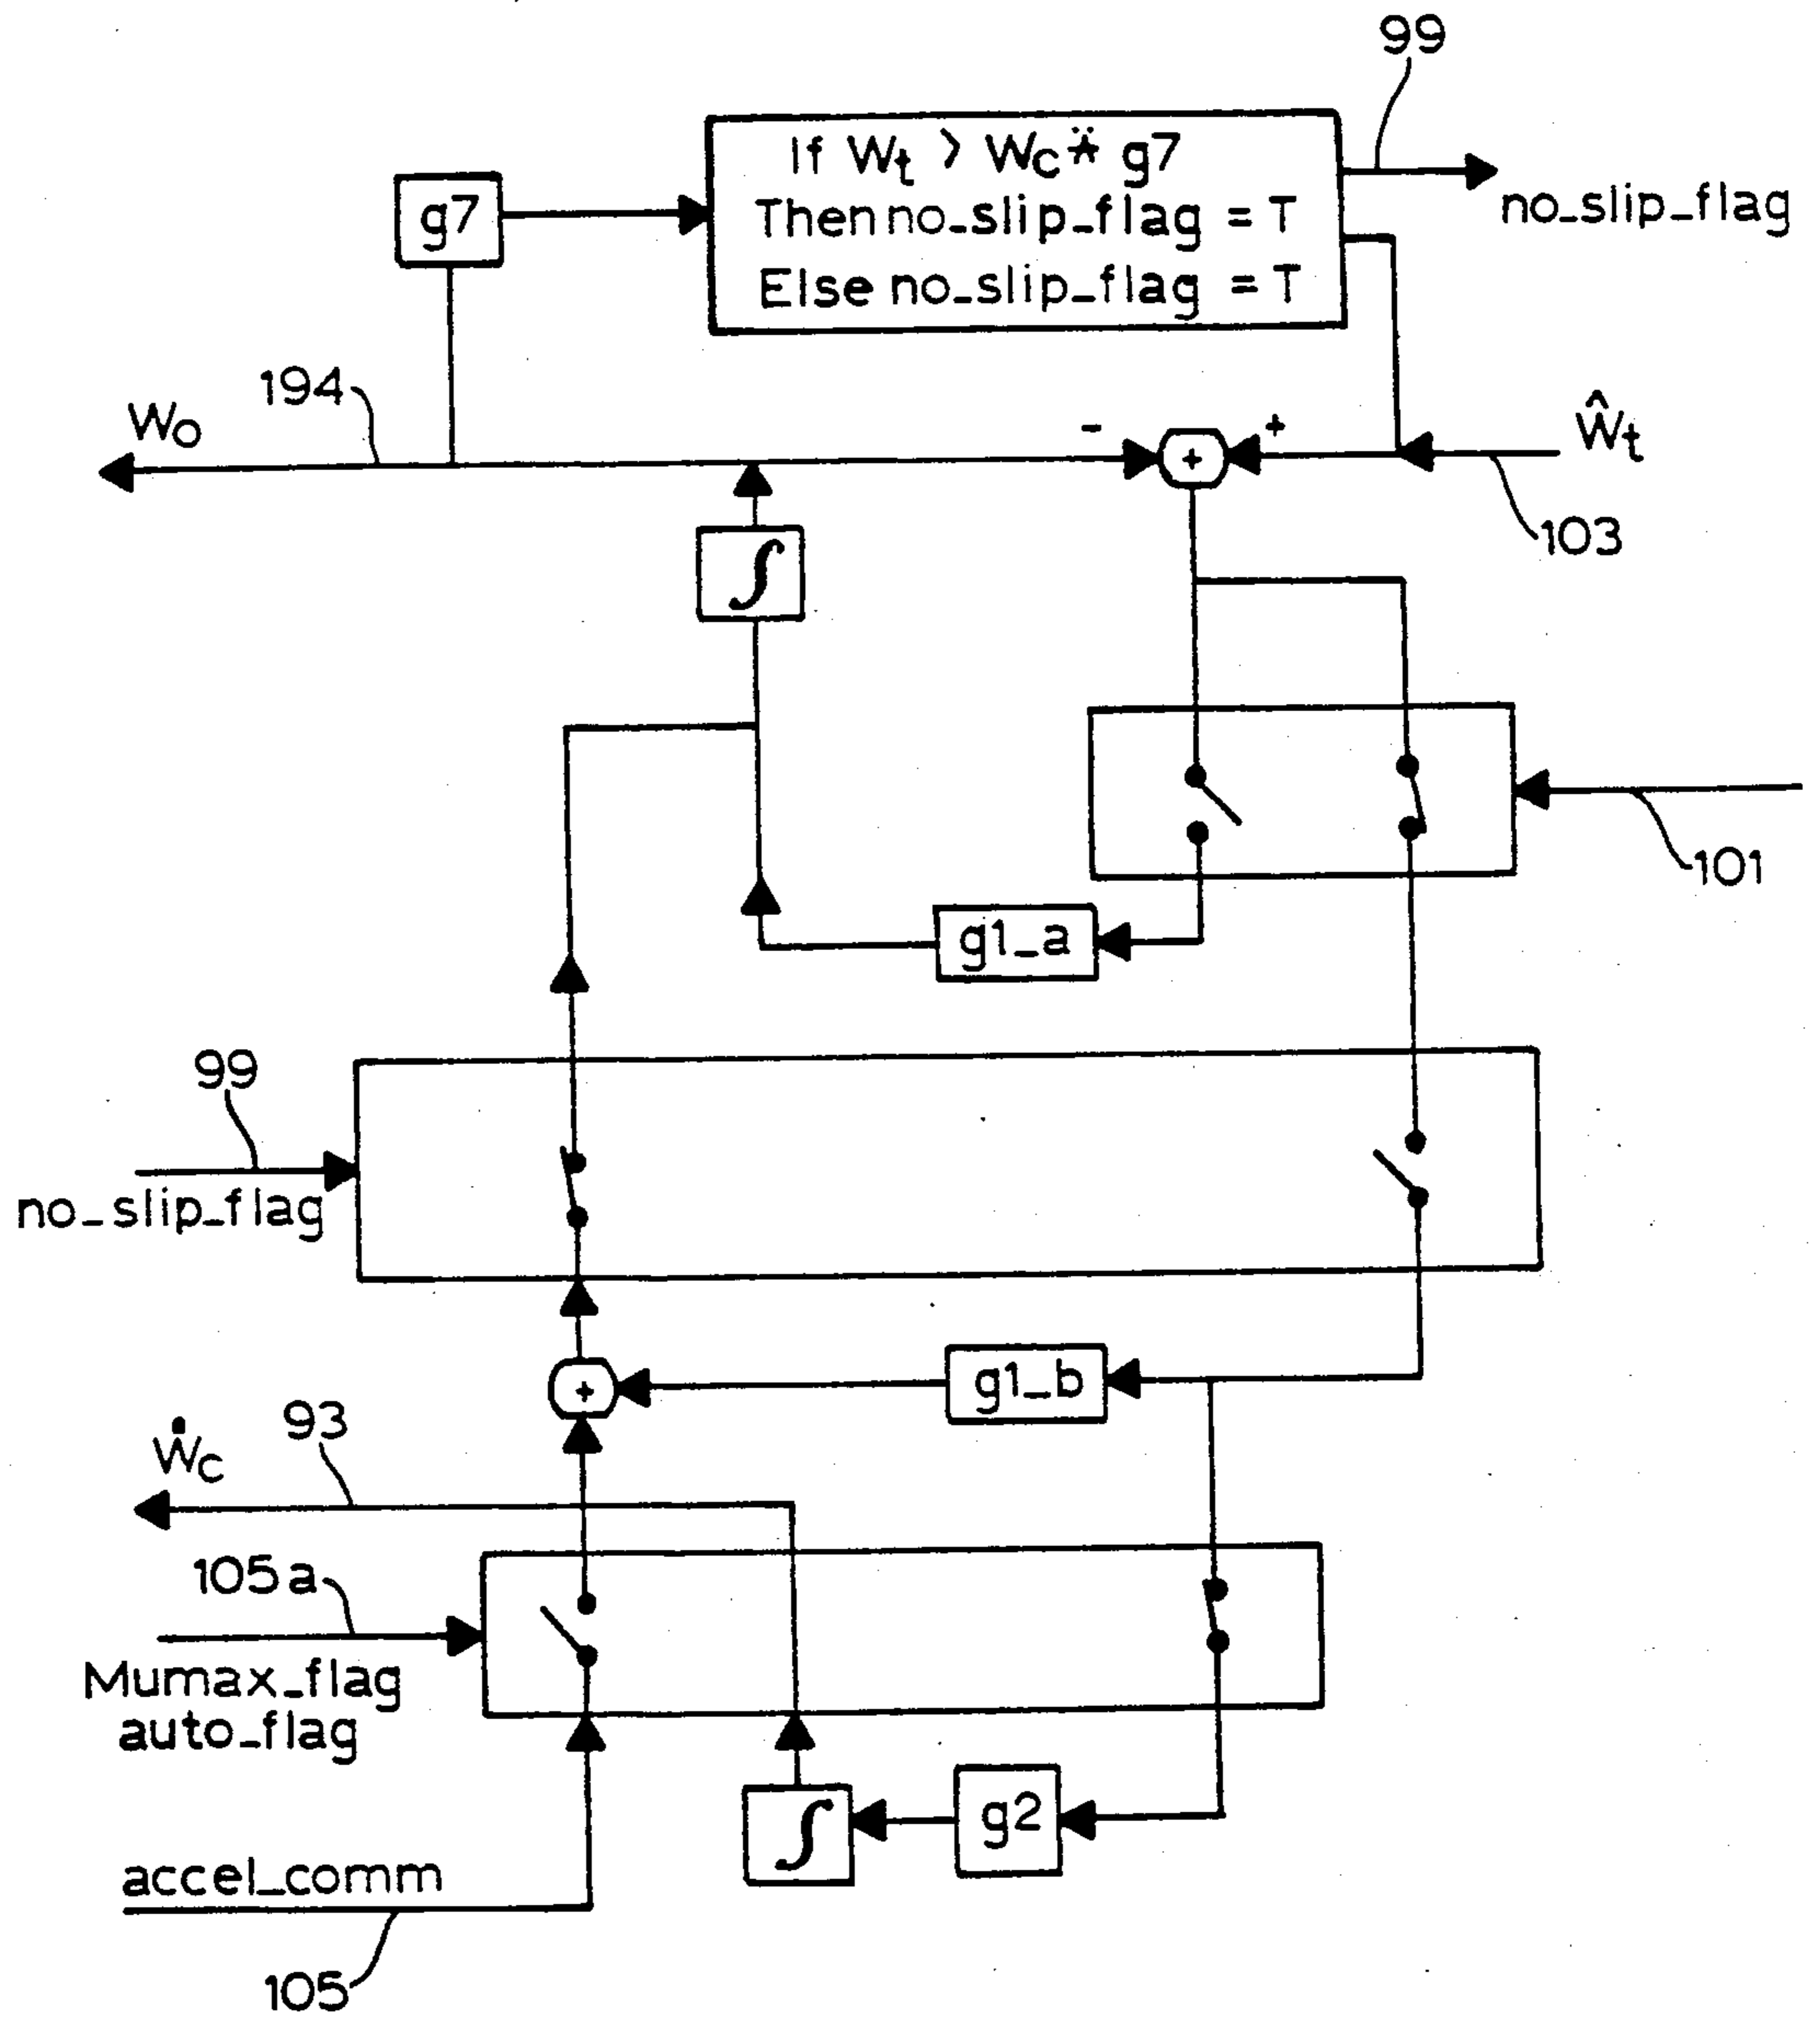 99
If Wt > Wc ⃛* g7
Then no_slip_flag = T
Else no_slip_flag = T
g7
no_slip_flag
194
Wo
-
+
+
Ŵt
103
∫
101
g1_a
99
no_slip_flag
+
g1_b
93
Ẇc
105a
Mumax_flag
auto_flag
∫
g2
accel_comm
105